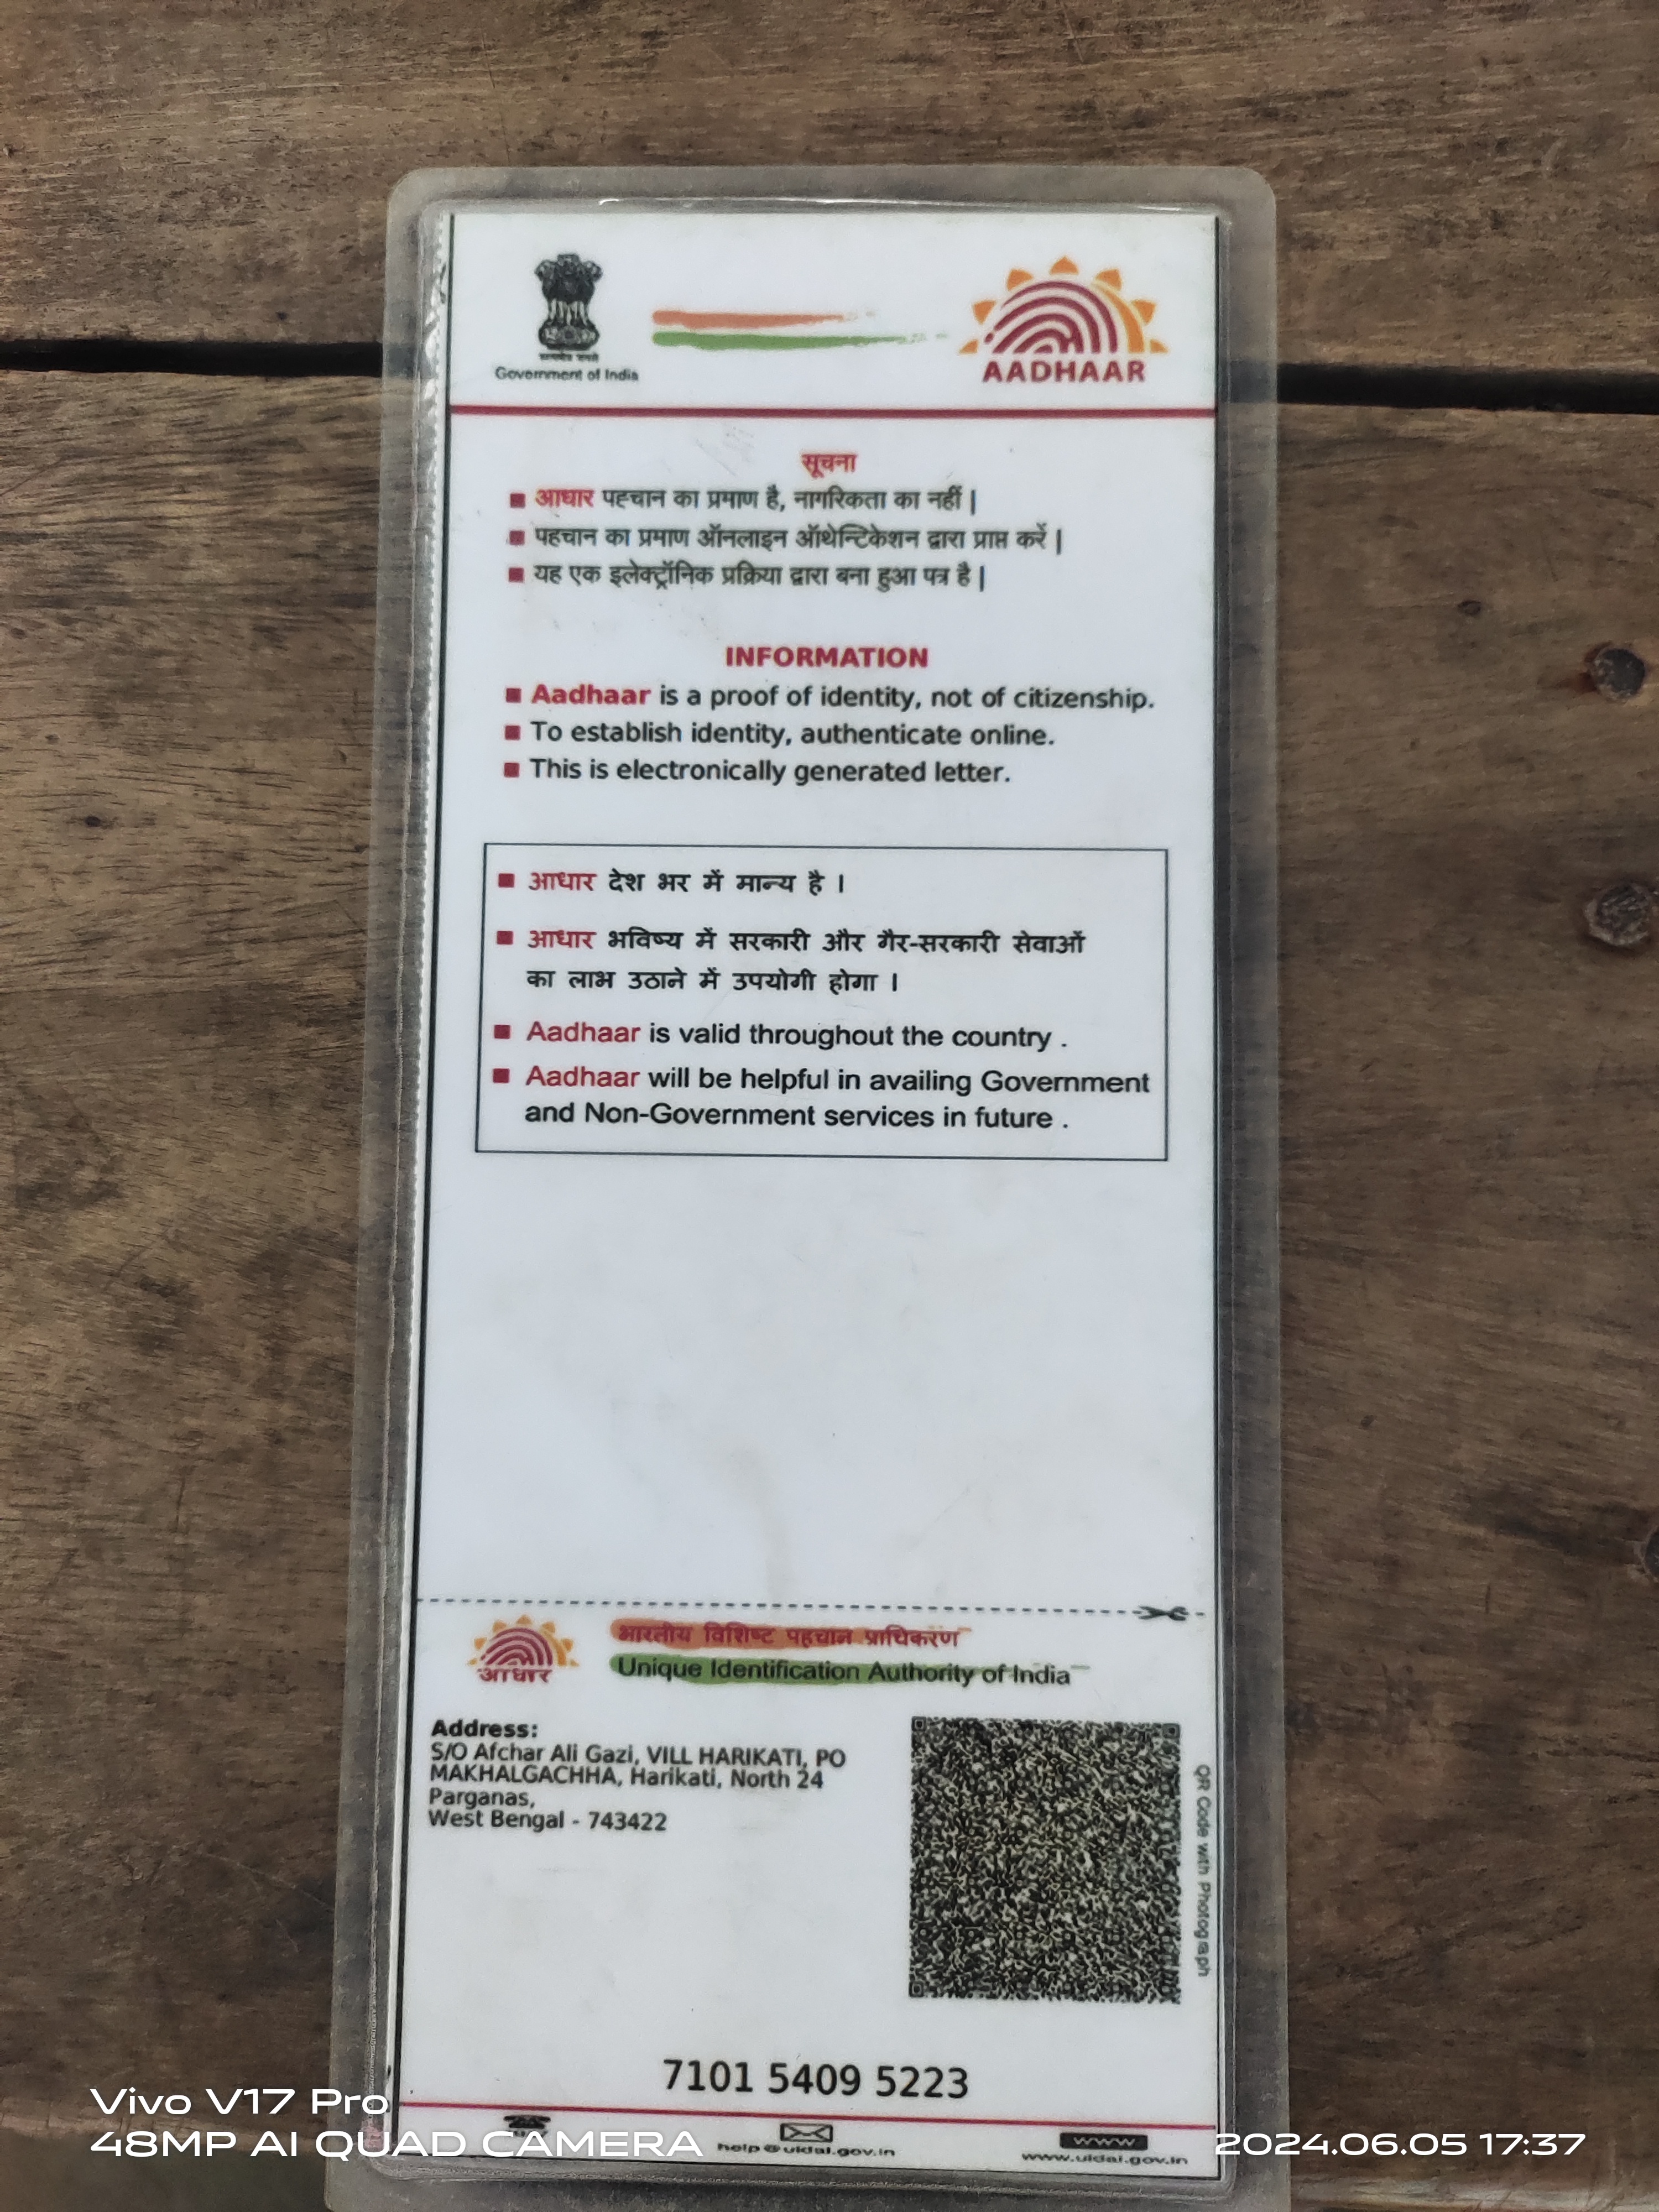 Government of India
AADHAAR
सूचना
आधार पहचान का प्रमाण है, नागरिकता का नहीं |
पहचान का प्रमाण ऑनलाइन ऑथेन्टिकेशन द्वारा प्राप्त करें |
यह एक इलेक्ट्रॉनिक प्रक्रिया द्वारा बना हुआ पत्र है |
INFORMATION
Aadhaar is a proof of identity, not of citizenship.
To establish identity, authenticate online.
This is electronically generated letter.
आधार देश भर में मान्य है ।
आधार भविष्य में सरकारी और गैर-सरकारी सेवाओं
का लाभ उठाने में उपयोगी होगा ।
Aadhaar is valid throughout the country .
Aadhaar will be helpful in availing Government
and Non-Government services in future .
आधार
भारतीय विशिष्ट पहचान प्राधिकरण
Unique Identification Authority of India
Address:
S/O Afchar Ali Gazi, VILL HARIKATI, PO
MAKHALGACHHA, Harikati, North 24
Parganas,
West Bengal - 743422
QR Code with Photograph
7101 5409 5223
help@uidai.gov.in
www
www.uidai.gov.in
Vivo V17 Pro
48MP AI QUAD CAMERA
2024.06.05 17:37